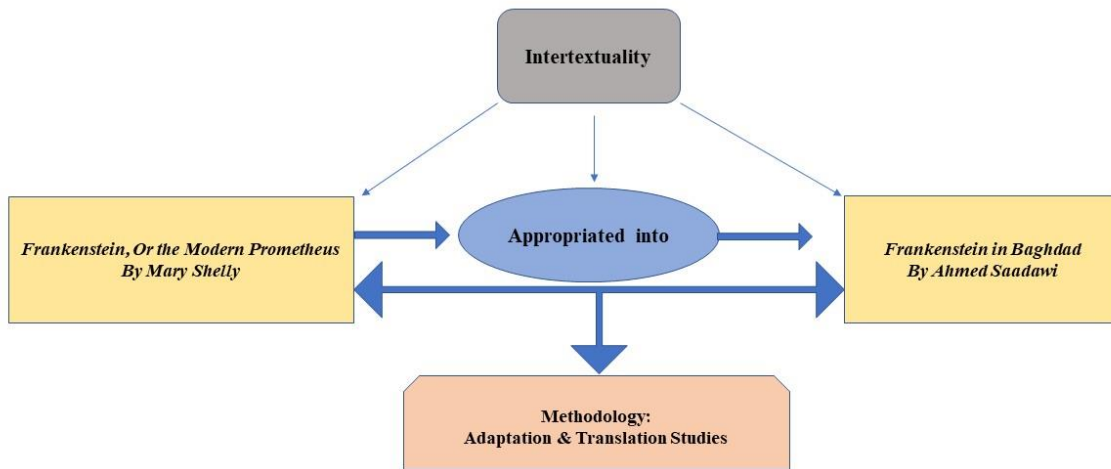 Intertextuality
Frankenstein, Or the Modern Prometheus
By Mary Shelly
Appropriated into
Frankenstein in Baghdad
By Ahmed Saadawi
Methodology:
Adaptation & Translation Studies